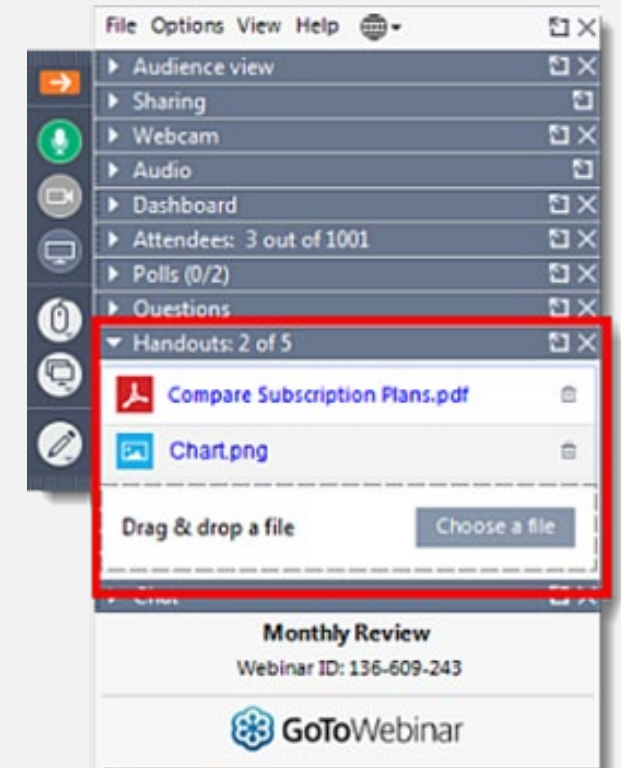 File Options View Help
Audience view
Sharing
Webcam
Audio
Dashboard
Attendees: 3 out of 1001
Polls (0/2)
Questions
Handouts: 2 of 5
Compare Subscription Plans.pdf
Chart.png
Drag & drop a file Choose a file
Chat
Monthly Review
Webinar ID: 136-609-243
GoToWebinar